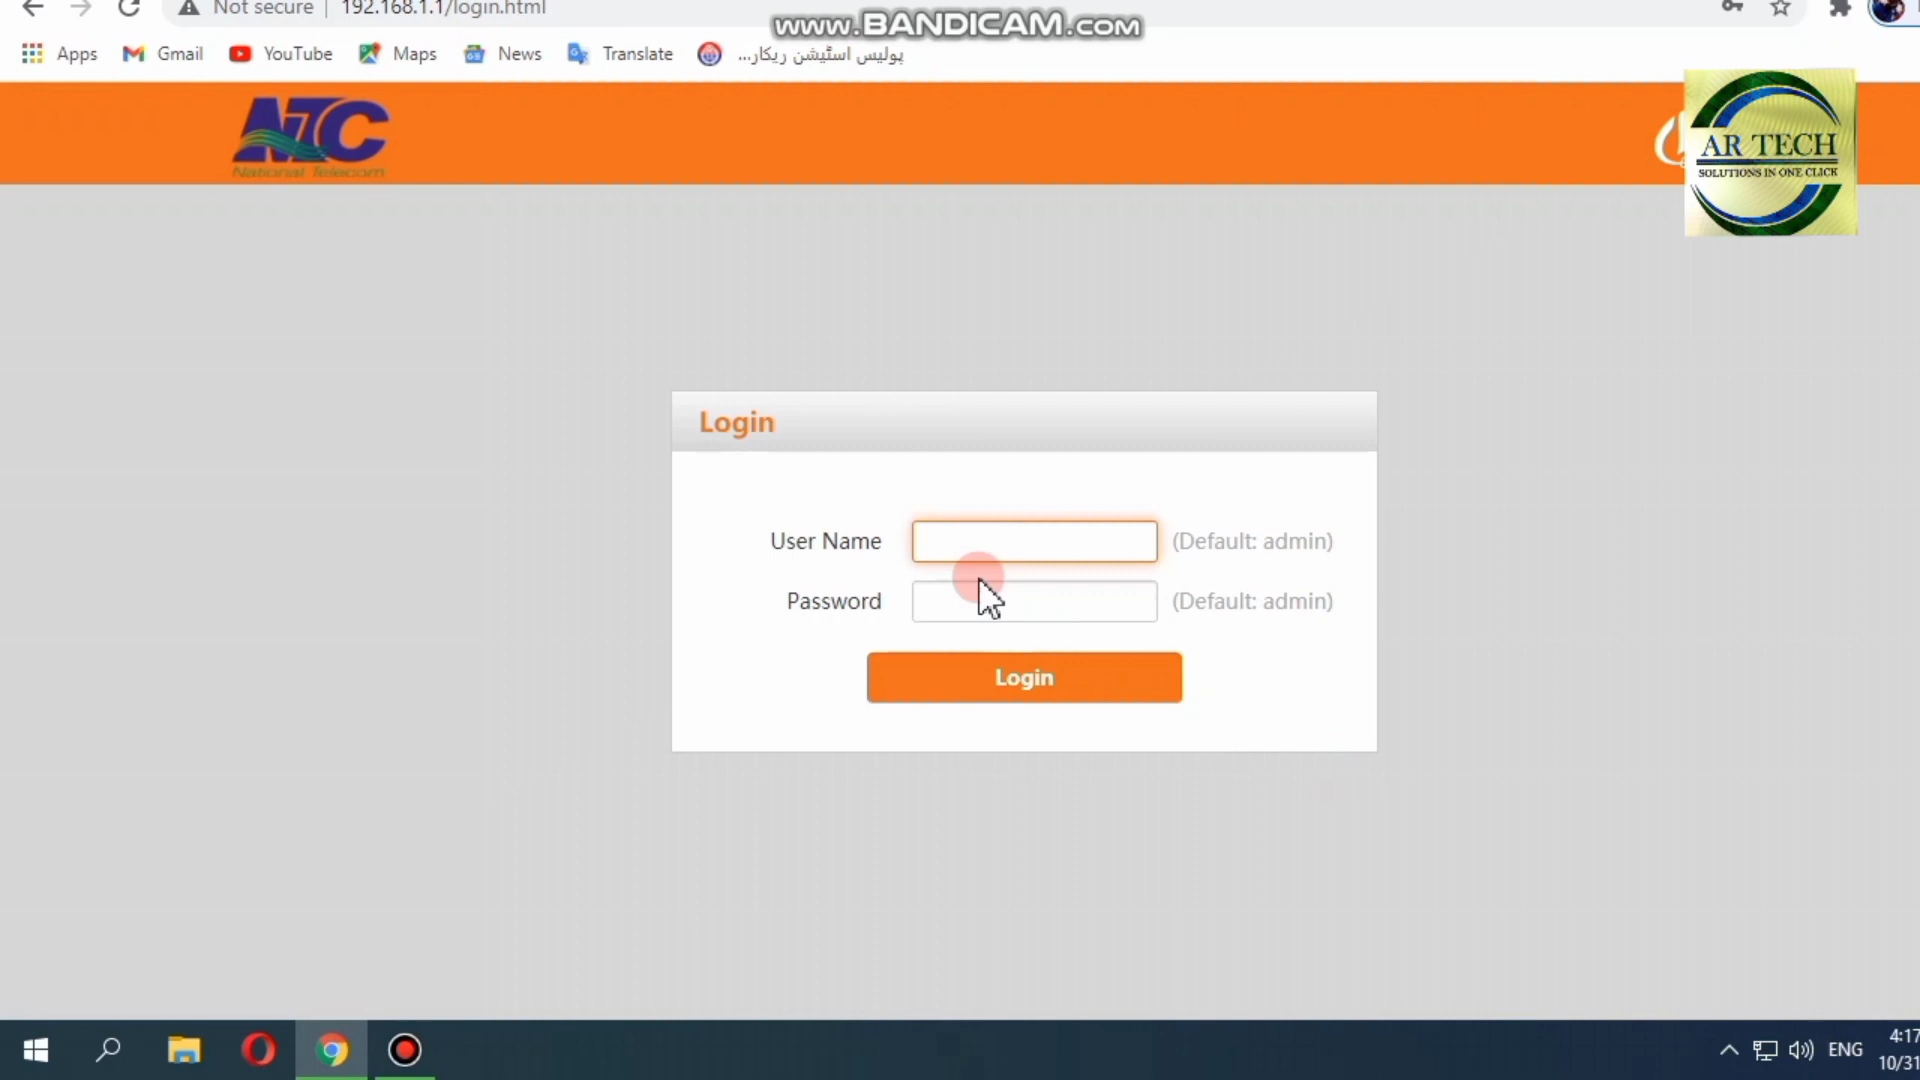 Not secure | 192.168.1.1/login.html
www.BANDICAM.com
Apps Gmail YouTube Maps News Translate پولیس اسٹیشن ریکار...
NTC
National Telecom
AR TECH
SOLUTIONS IN ONE CLICK
Login
User Name (Default: admin)
Password (Default: admin)
Login
ENG
4:17
10/31